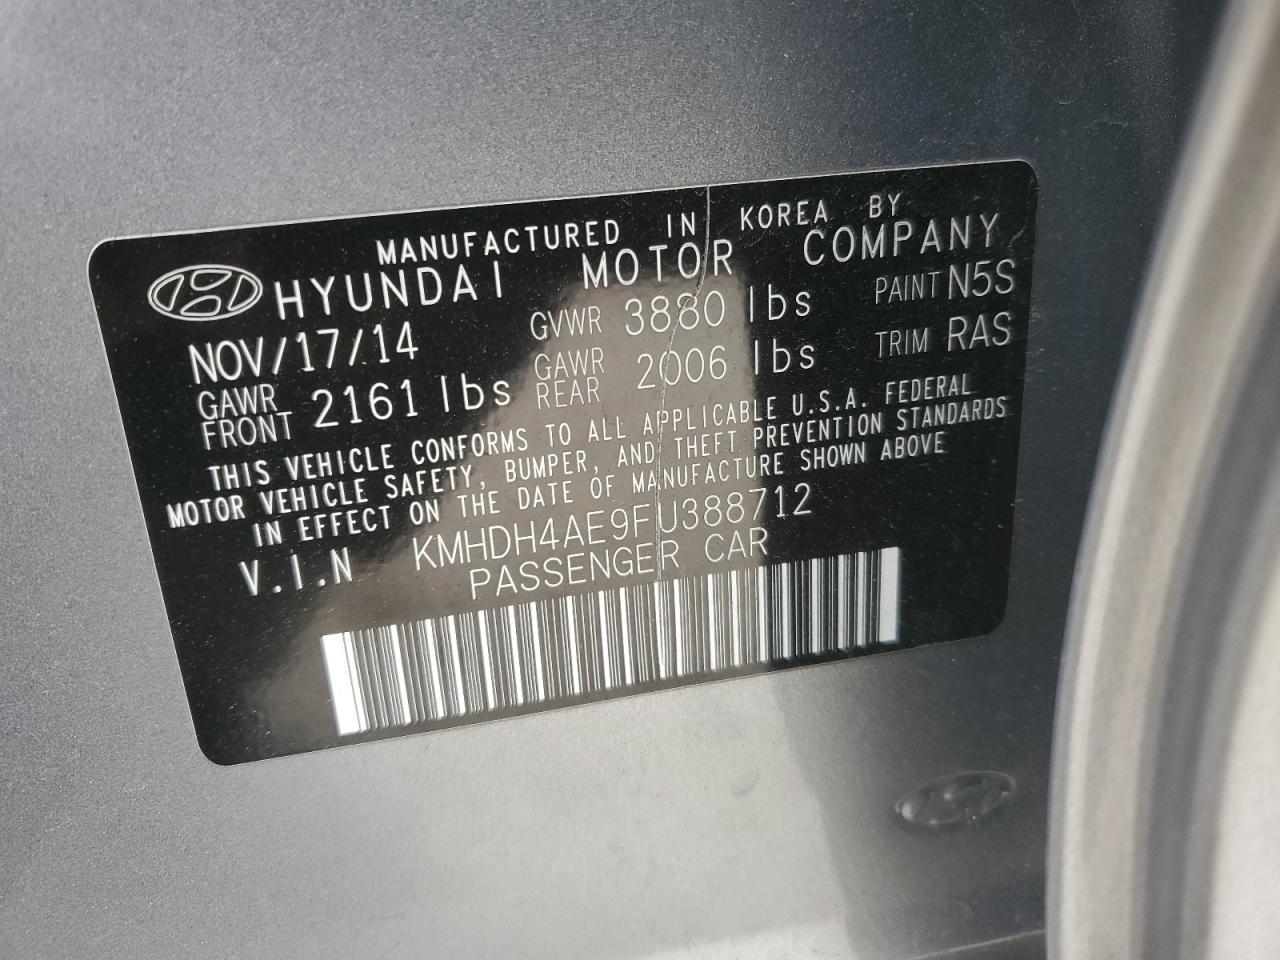 MANUFACTURED IN KOREA BY
HYUNDAI MOTOR COMPANY
NOV/17/14 GVWR 3880 lbs PAINT N5S
GAWR FRONT 2161 lbs GAWR REAR 2006 lbs TRIM RAS
THIS VEHICLE CONFORMS TO ALL APPLICABLE U.S.A. FEDERAL
MOTOR VEHICLE SAFETY, BUMPER, AND THEFT PREVENTION STANDARDS
IN EFFECT ON THE DATE OF MANUFACTURE SHOWN ABOVE
V.I.N KMHDH4AE9FU388712
PASSENGER CAR